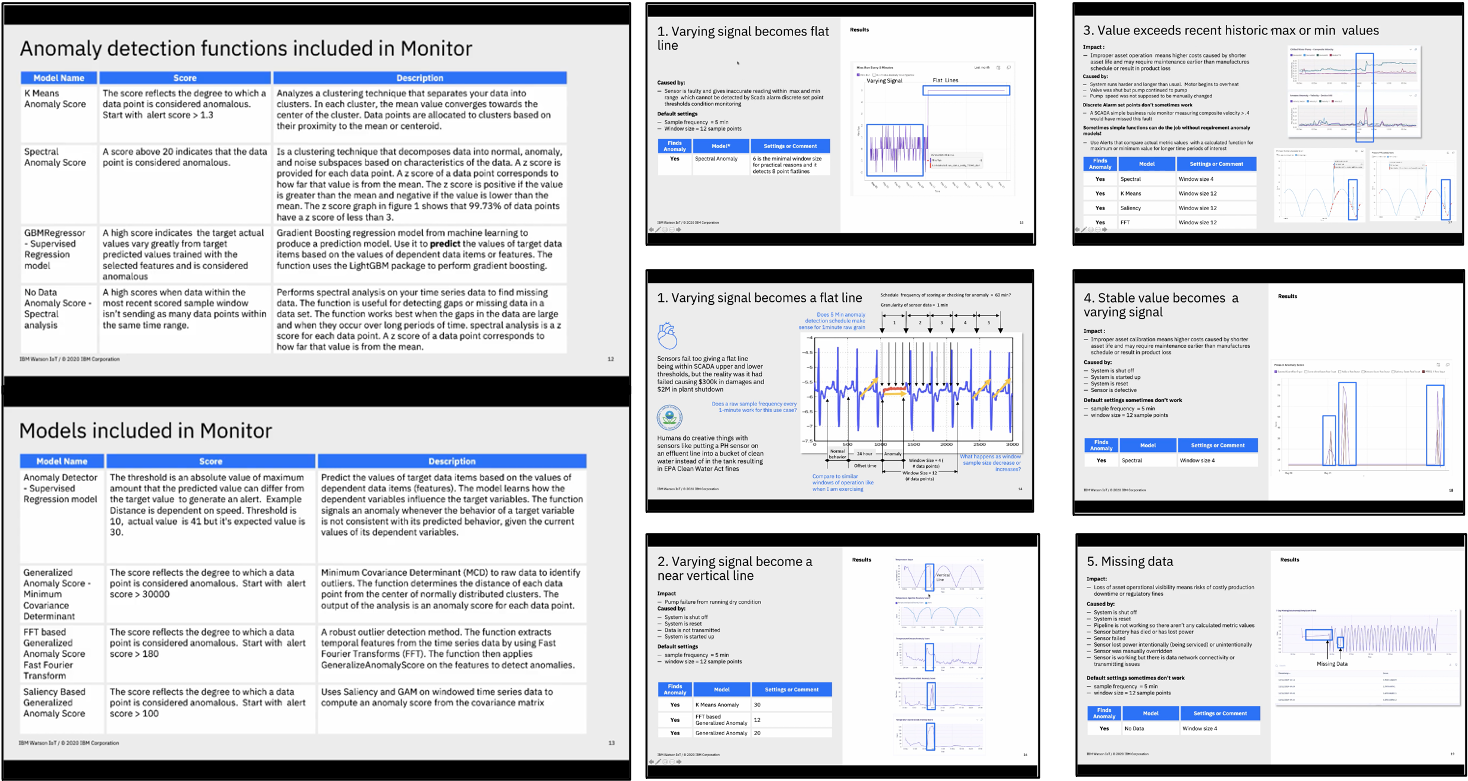 Anomaly detection functions included in Monitor
Model Name
Score
Description
K Means
Anomaly Score
The score reflects the degree to which a
data point is considered anomalous.
Start with alert score > 1.3
Analyzes a clustering technique that separates your data into
clusters. In each cluster, the mean value converges towards the
center of the cluster. Data points are allocated to clusters based on
their proximity to the mean or centeroid.
Spectral
Anomaly Score
A score above 20 indicates that the data
point is considered anomalous.
Is a clustering technique that decomposes data into normal, anomaly,
and noise subspaces based on characteristics of the data. A z score is
provided for each data point. A z score of a data point corresponds to
how far that value is from the mean. The z score is positive if the value
is greater than the mean and negative if the value is lower than the
mean. The z score graph in figure 1 shows that 99.73% of data points
have a z score of less than 3.
GBMRegressor
- Supervised
Regression
model
A high score indicates the target actual
values vary greatly from target
predicted values trained with the
selected features and is considered
anomalous
Gradient Boosting regression model from machine learning to
produce a prediction model. Use it to predict the values of target data
items based on the values of dependent data items or features. The
function uses the LightGBM package to perform gradient boosting.
No Data
Anomaly Score -
Spectral
analysis
A high scores when data within the
most recent scored sample window
isn't sending as many data points within
the same time range.
Performs spectral analysis on your time series data to find missing
data. The function is useful for detecting gaps or missing data in a
data set. The function works best when the gaps in the data are large
and when they occur over long periods of time. spectral analysis is a z
score for each data point. A z score of a data point corresponds to
how far that value is from the mean.
IBM Watson IoT / © 2020 IBM Corporation
12
Models included in Monitor
Model Name
Score
Description
Anomaly Detector
- Supervised
Regression model
The threshold is an absolute value of maximum
amount that the predicted value can differ from
the target value to generate an alert. Example
Distance is dependent on speed. Threshold is
10, actual value is 41 but it's expected value is
30.
Predict the values of target data items based on the values of
dependent data items (features). The model learns how the
dependent variables influence the target variables. The function
signals an anomaly whenever the behavior of a target variable
is not consistent with its predicted behavior, given the current
values of its dependent variables.
Generalized
Anomaly Score -
Minimum
Covariance
Determinant
The score reflects the degree to which a data
point is considered anomalous. Start with alert
score > 30000
Minimum Covariance Determinant (MCD) to raw data to identify
outliers. The function determines the distance of each data
point from the center of normally distributed clusters. The
output of the analysis is an anomaly score for each data point.
FFT based
Generalized
Anomaly Score
Fast Fourier
Transform
The score reflects the degree to which a data
point is considered anomalous. Start with alert
score > 180
A robust outlier detection method. The function extracts
temporal features from the time series data by using Fast
Fourier Transforms (FFT). The function then applies
GeneralizeAnomalyScore on the features to detect anomalies.
Saliency Based
Generalized
Anomaly Score
The score reflects the degree to which a data
point is considered anomalous. Start with alert
score > 100
Uses Saliency and GAM on windowed time series data to
compute an anomaly score from the covariance matrix
IBM Watson IoT / © 2020 IBM Corporation
13
1. Varying signal becomes flat
line
Results
Caused by:
— Sensor is faulty and gives inaccurate reading within max and min
range which cannot be detected by Scada alarm discrete set point
thresholds condition monitoring
Default settings
— Sample frequency = 5 min
— Window size = 12 sample points
Finds
Anomaly
Model*
Settings or Comment
Yes
Spectral Anomaly
6 is the minimal window size
for practical reasons and it
detects 8 point flatlines
Varying Signal
Flat Lines
IBM Watson IoT / © 2020 IBM Corporation
1. Varying signal becomes a flat line
Schedule frequency of scoring or checking for anomaly = 60 min?
Granularity of sensor data = 1 min
Does 5 Min anomaly
detection schedule make
sense for 1minute raw grain
1 2 3 4 5
Sensors fail too giving a flat line
being within SCADA upper and lower
thresholds, but the reality was it had
failed causing $300k in damages and
$2M in plant shutdown
Does a raw sample frequency every
1-minute work for this use case?
Humans do creative things with
sensors like putting a PH sensor on
an effluent line into a bucket of clean
water instead of in the tank resulting
in EPA Clean Water Act fines
−4
−4.5
−5
−5.5
−6
−6.5
−7
−7.5
0 500 1000 1500 2000 2500 3000
Normal
behavior
24 hour
Anomaly
Offset time
Window Size = 4 (
# data points)
Window Size = 12
(# data points)
What happens as window
sample size decrease or
increases?
Compare to similar
windows of operation like
when I am exercising
IBM Watson IoT / © 2020 IBM Corporation
2. Varying signal become a
near vertical line
Results
Impact
— Pump failure from running dry condition
Caused by:
— System is shut off
— System is reset
— Data is not transmitted
— System is started up
Default settings
— sample frequency = 5 min
— window size = 12 sample points
Finds
Anomaly
Model
Settings or Comment
Yes
K Means Anomaly
30
Yes
FFT based
Generalized Anomaly
12
Yes
Generalized Anomaly
20
Vertical
Line
IBM Watson IoT / © 2020 IBM Corporation
3. Value exceeds recent historic max or min values
Impact :
— Improper asset operation means higher costs caused by shorter
asset life and may require maintenance earlier than manufactures
schedule or result in product loss
Caused by:
— System runs harder and longer than usual. Motor begins to overheat
— Valve was shut but pump continued to pump
— Pump speed was not supposed to be manually changed
Discrete Alarm set points don't sometimes work
— A SCADA simple business rule monitor measuring composite velocity > .4
would have missed this fault
Sometimes simple functions can do the job without requirement anomaly
models!
— Use Alerts that compare actual metric values with a calculated function for
maximum or minimum value for longer time periods of interest
Finds
Anomaly
Model
Settings or Comment
Yes
Spectral
Window size 4
Yes
K Means
Window size 12
Yes
Saliency
Window size 12
Yes
FFT
Window size 12
4. Stable value becomes a
varying signal
Results
Impact :
— Improper asset calibration means higher costs caused by shorter
asset life and may require maintenance earlier than manufactures
schedule or result in product loss
Caused by:
— System is shut off
— System is started up
— System is reset
— Sensor is defective
Default settings sometimes don't work
— sample frequency = 5 min
— window size = 12 sample points
Finds
Anomaly
Model
Settings or Comment
Yes
Spectral
Window size 4
IBM Watson IoT / © 2020 IBM Corporation
5. Missing data
Results
Impact:
— Loss of asset operational visibility means risks of costly production
downtime or regulatory fines
Caused by:
— System is shut off
— System is reset
— Pipeline is not working so there aren't any calculated metric values
— Sensor battery has died or has lost power
— Sensor failed
— Sensor lost power intentionally (being serviced) or unintentionally
— Sensor was manually overridden
— Sensor is working but there is data network connectivity or
transmitting issues
Default settings sometimes don't work
— sample frequency = 5 min
— window size = 12 sample points
Finds
Anomaly
Model
Settings or Comment
Yes
No Data
Window size 4
Missing Data
IBM Watson IoT / © 2020 IBM Corporation